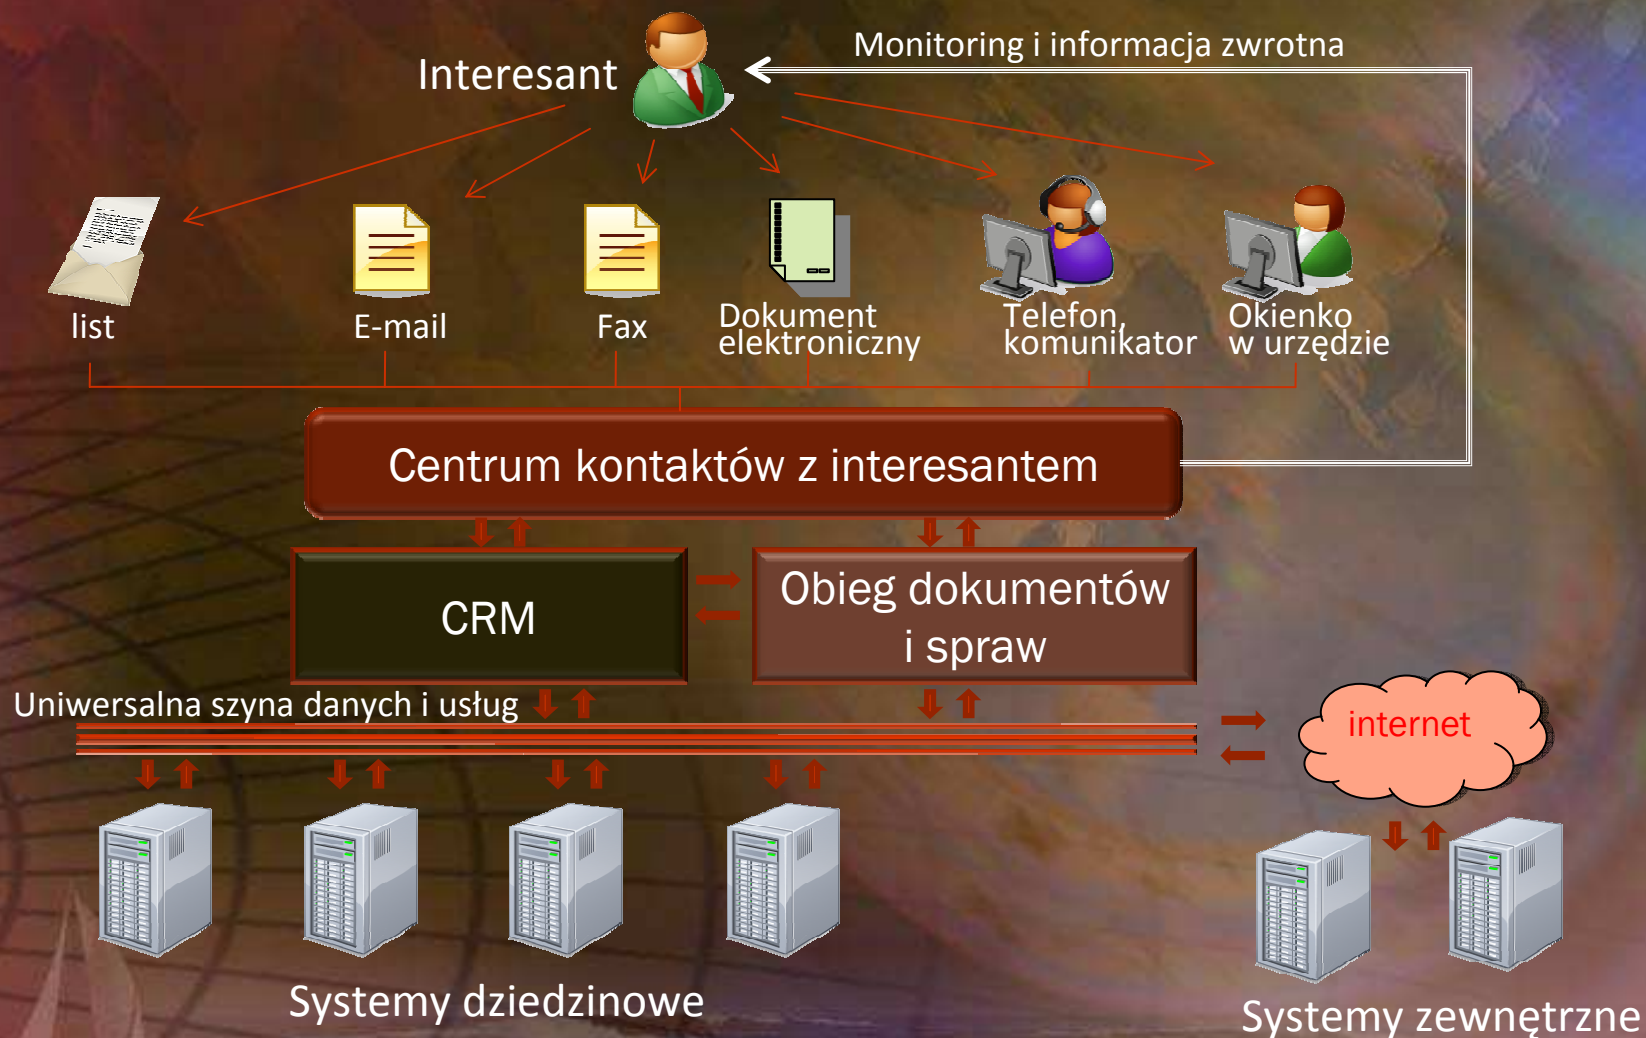 Monitoring i informacja zwrotna
Interesant
list
E-mail
Fax
Dokument
elektroniczny
Telefon,
komunikator
Okienko
w urzędzie
Centrum kontaktów z interesantem
CRM
Obieg dokumentów
i spraw
Uniwersalna szyna danych i usług
internet
Systemy dziedzinowe
Systemy zewnętrzne